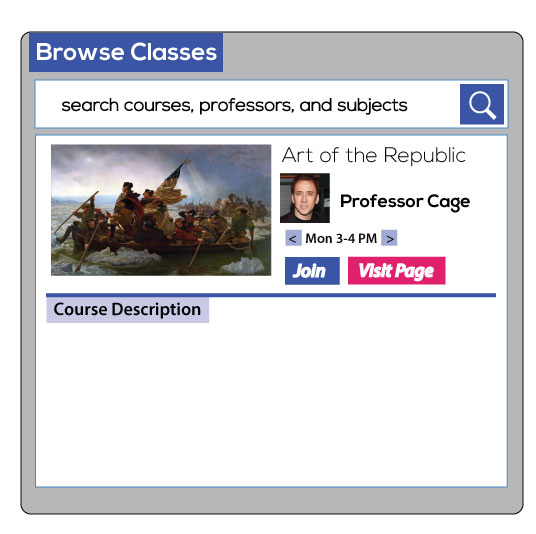 Browse Classes
search courses, professors, and subjects
Art of the Republic
Professor Cage
< Mon 3-4 PM >
Join Visit Page
Course Description